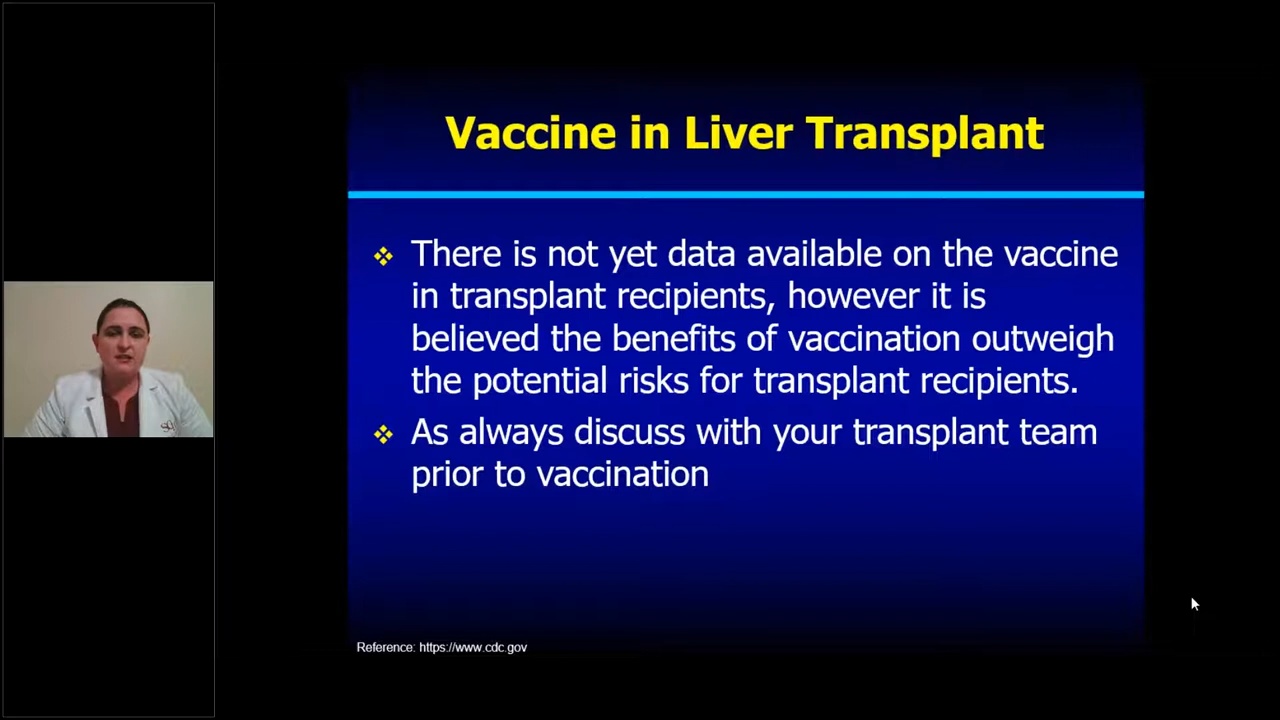 Vaccine in Liver Transplant
There is not yet data available on the vaccine
in transplant recipients, however it is
believed the benefits of vaccination outweigh
the potential risks for transplant recipients.
As always discuss with your transplant team
prior to vaccination
Reference: https://www.cdc.gov